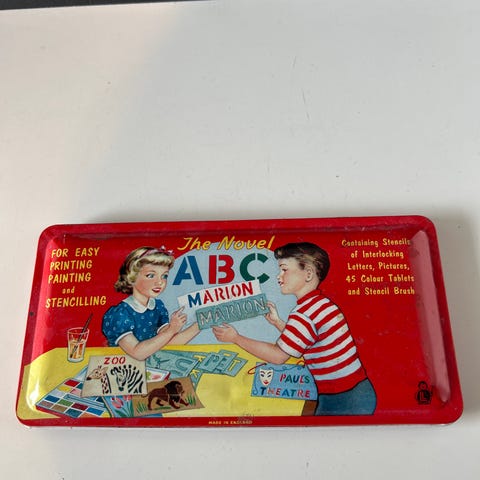 The Novel
ABC
FOR EASY
PRINTING
PAINTING
and
STENCILLING
Containing Stencils
of Interlocking
Letters, Pictures,
45 Colour Tablets
and Stencil Brush
MARION
MARION
ZOO
PAUL'S
THEATRE
MADE IN ENGLAND